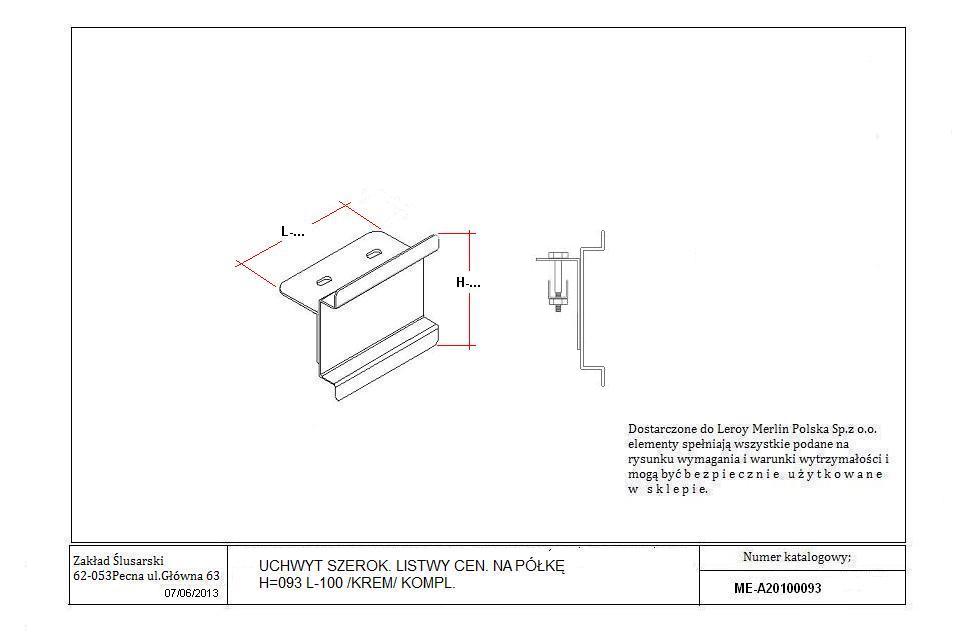 L-...
H-...
Dostarczone do Leroy Merlin Polska Sp.z o.o.
elementy spełniają wszystkie podane na
rysunku wymagania i warunki wytrzymałości i
mogą być b e z p i e c z n i e u ż y t k o w a n e
w s k l e p i e.
Zakład Ślusarski
62-053Pecna ul.Główna 63
07/06/2013
UCHWYT SZEROK. LISTWY CEN. NA PÓŁKĘ
H=093 L-100 /KREM/ KOMPL.
Numer katalogowy;
ME-A20100093